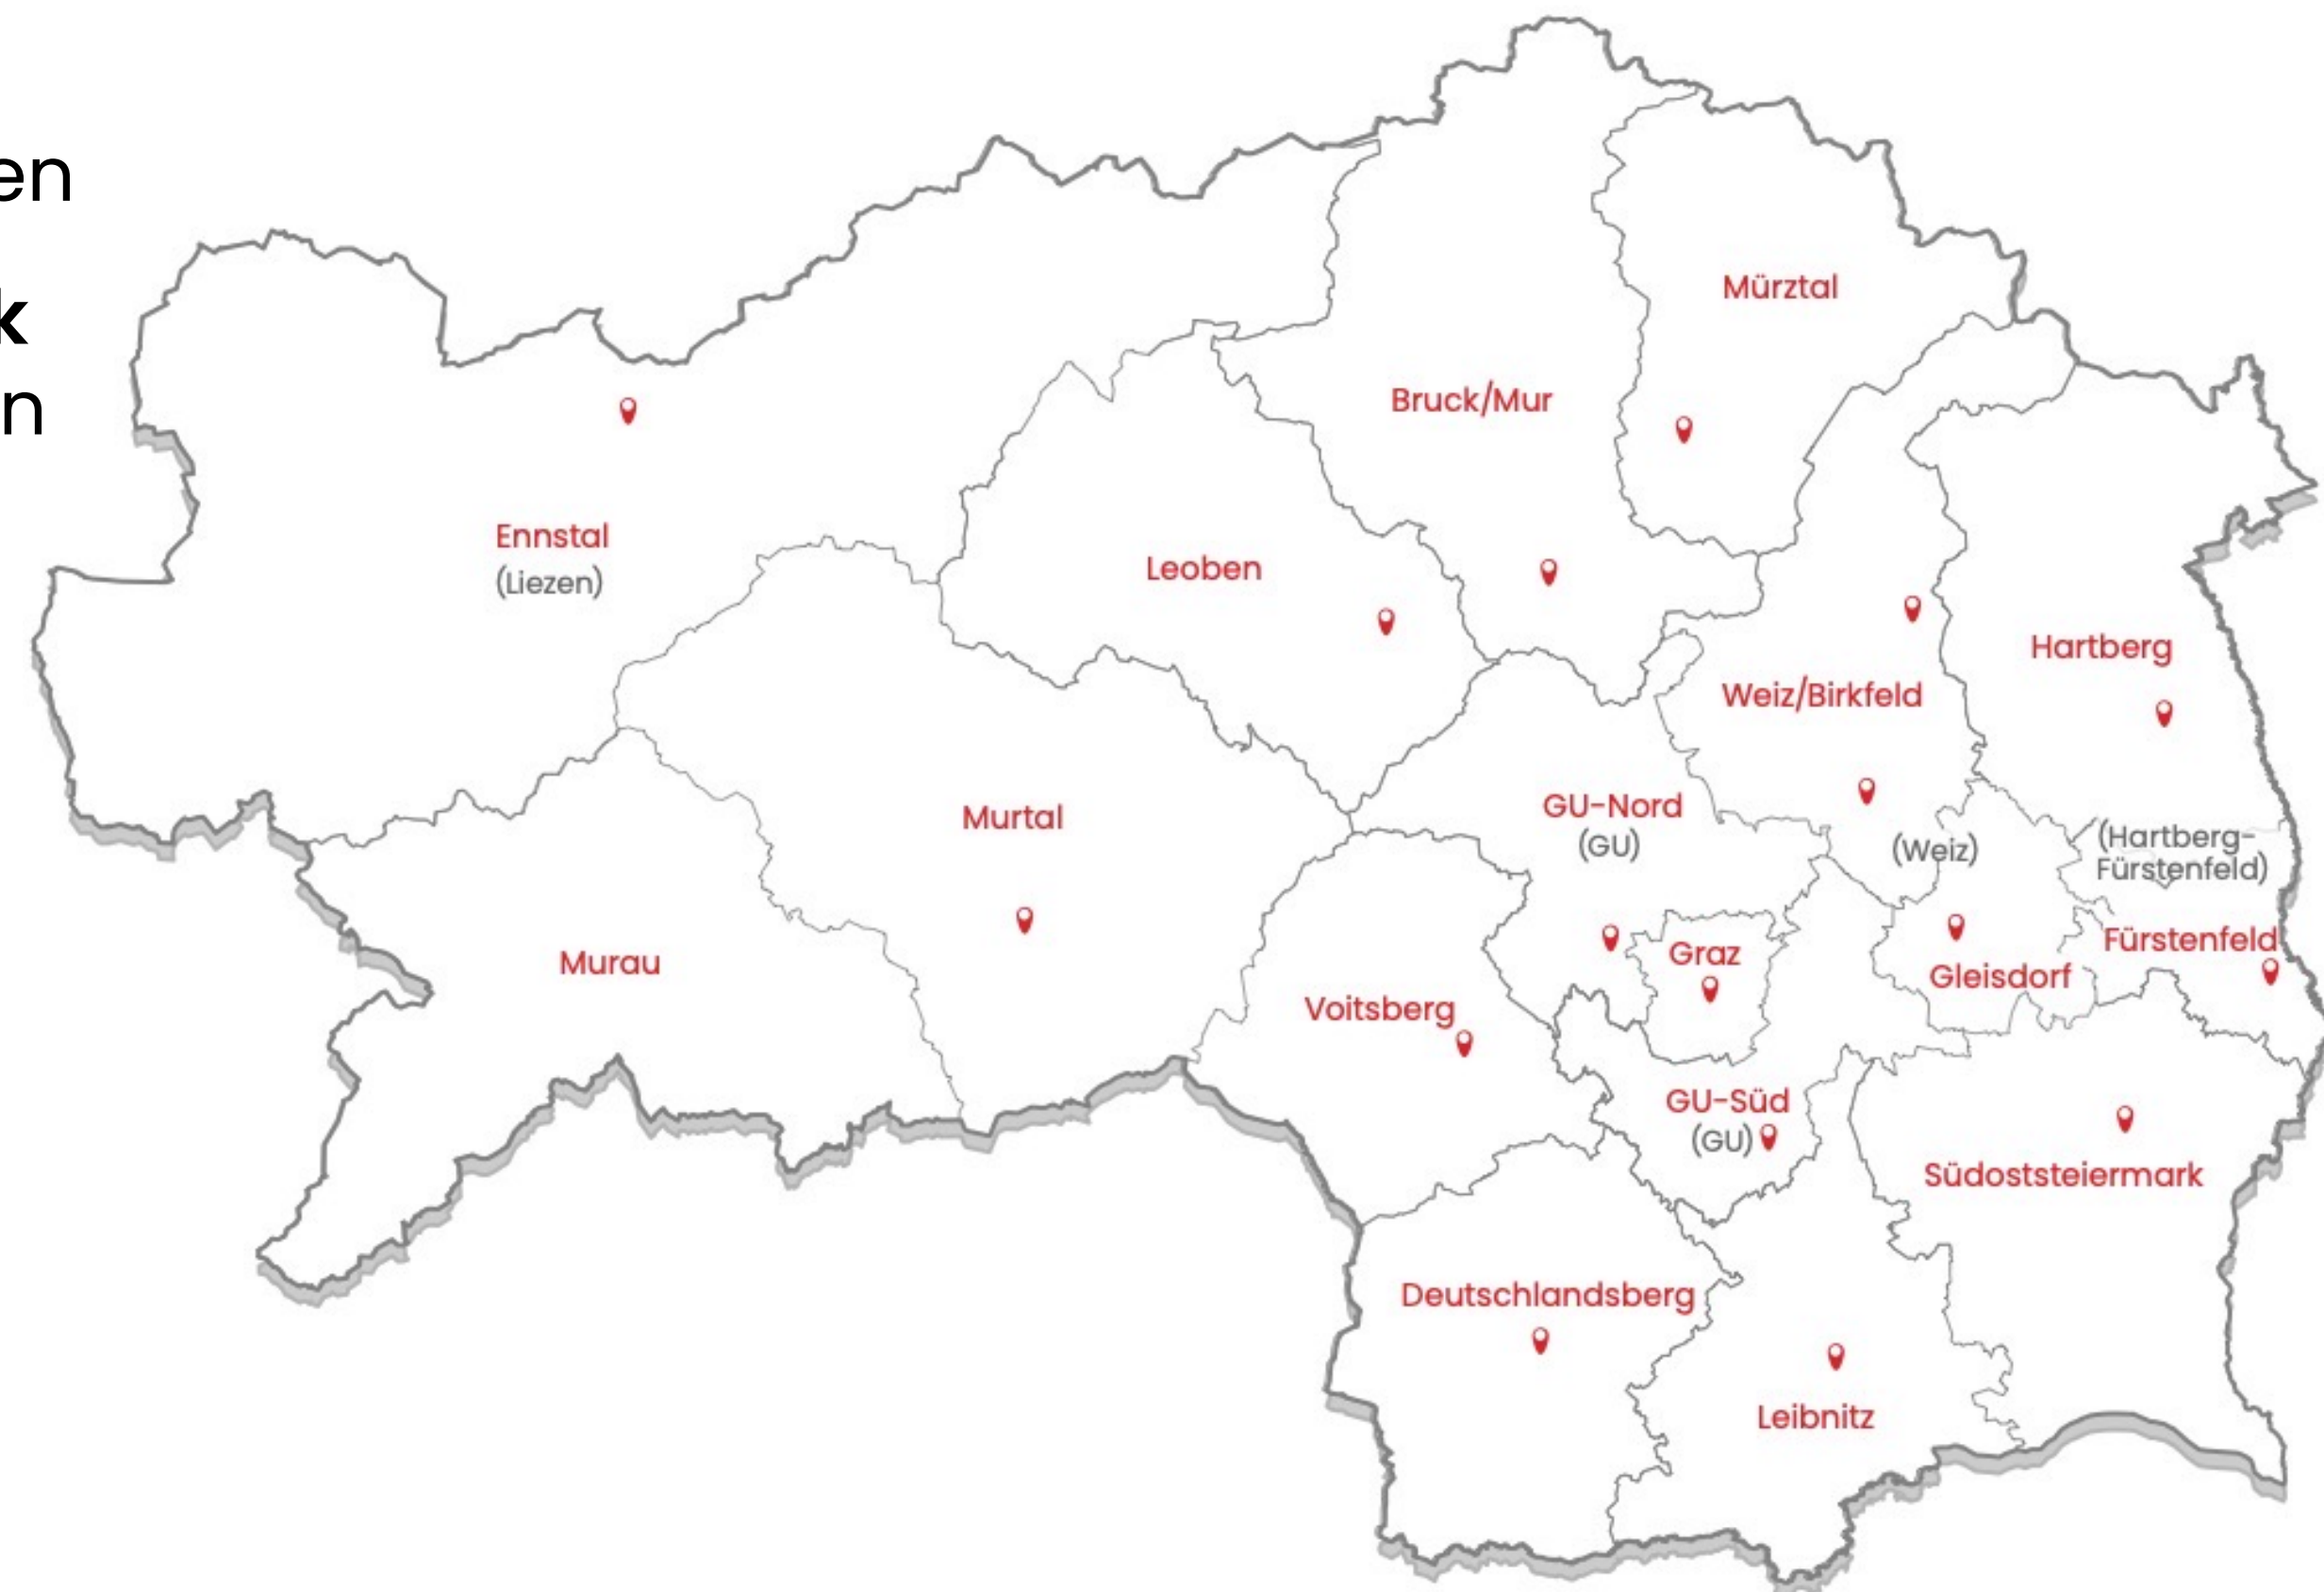 en
k
n
Mürztal
Bruck/Mur
Ennstal
(Liezen)
Leoben
Hartberg
Weiz/Birkfeld
Murtal
GU-Nord
(GU)
(Weiz)
(Hartberg-
Fürstenfeld)
Murau
Graz
Fürstenfeld
Gleisdorf
Voitsberg
GU-Süd
(GU)
Südoststeiermark
Deutschlandsberg
Leibnitz